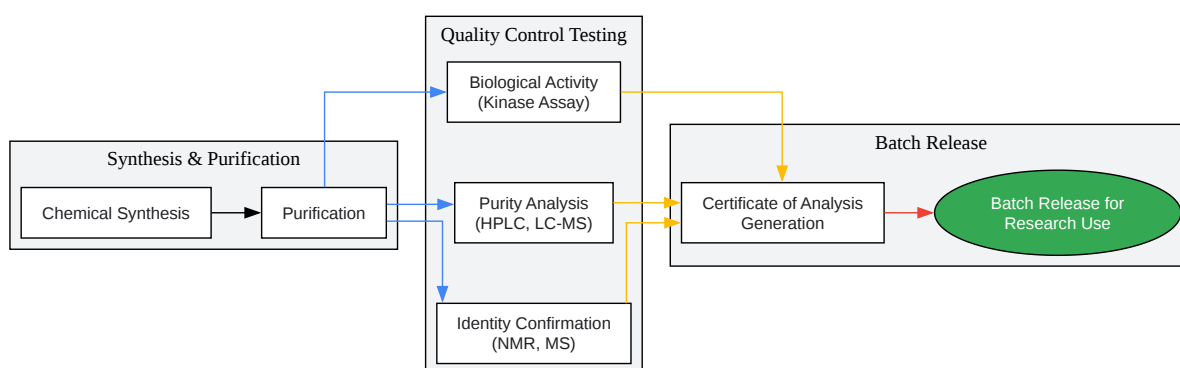 Synthesis & Purification
Chemical Synthesis
Purification
Quality Control Testing
Biological Activity
(Kinase Assay)
Purity Analysis
(HPLC, LC-MS)
Identity Confirmation
(NMR, MS)
Batch Release
Certificate of Analysis
Generation
Batch Release for
Research Use